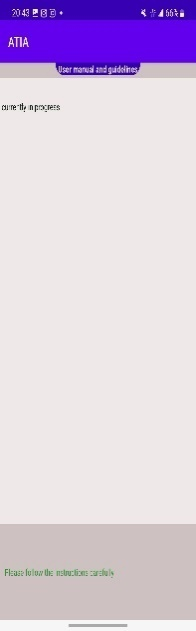 20:43
66%
ATIA
User manual and guidelines
currently in progress
Please follow the instructions carefully